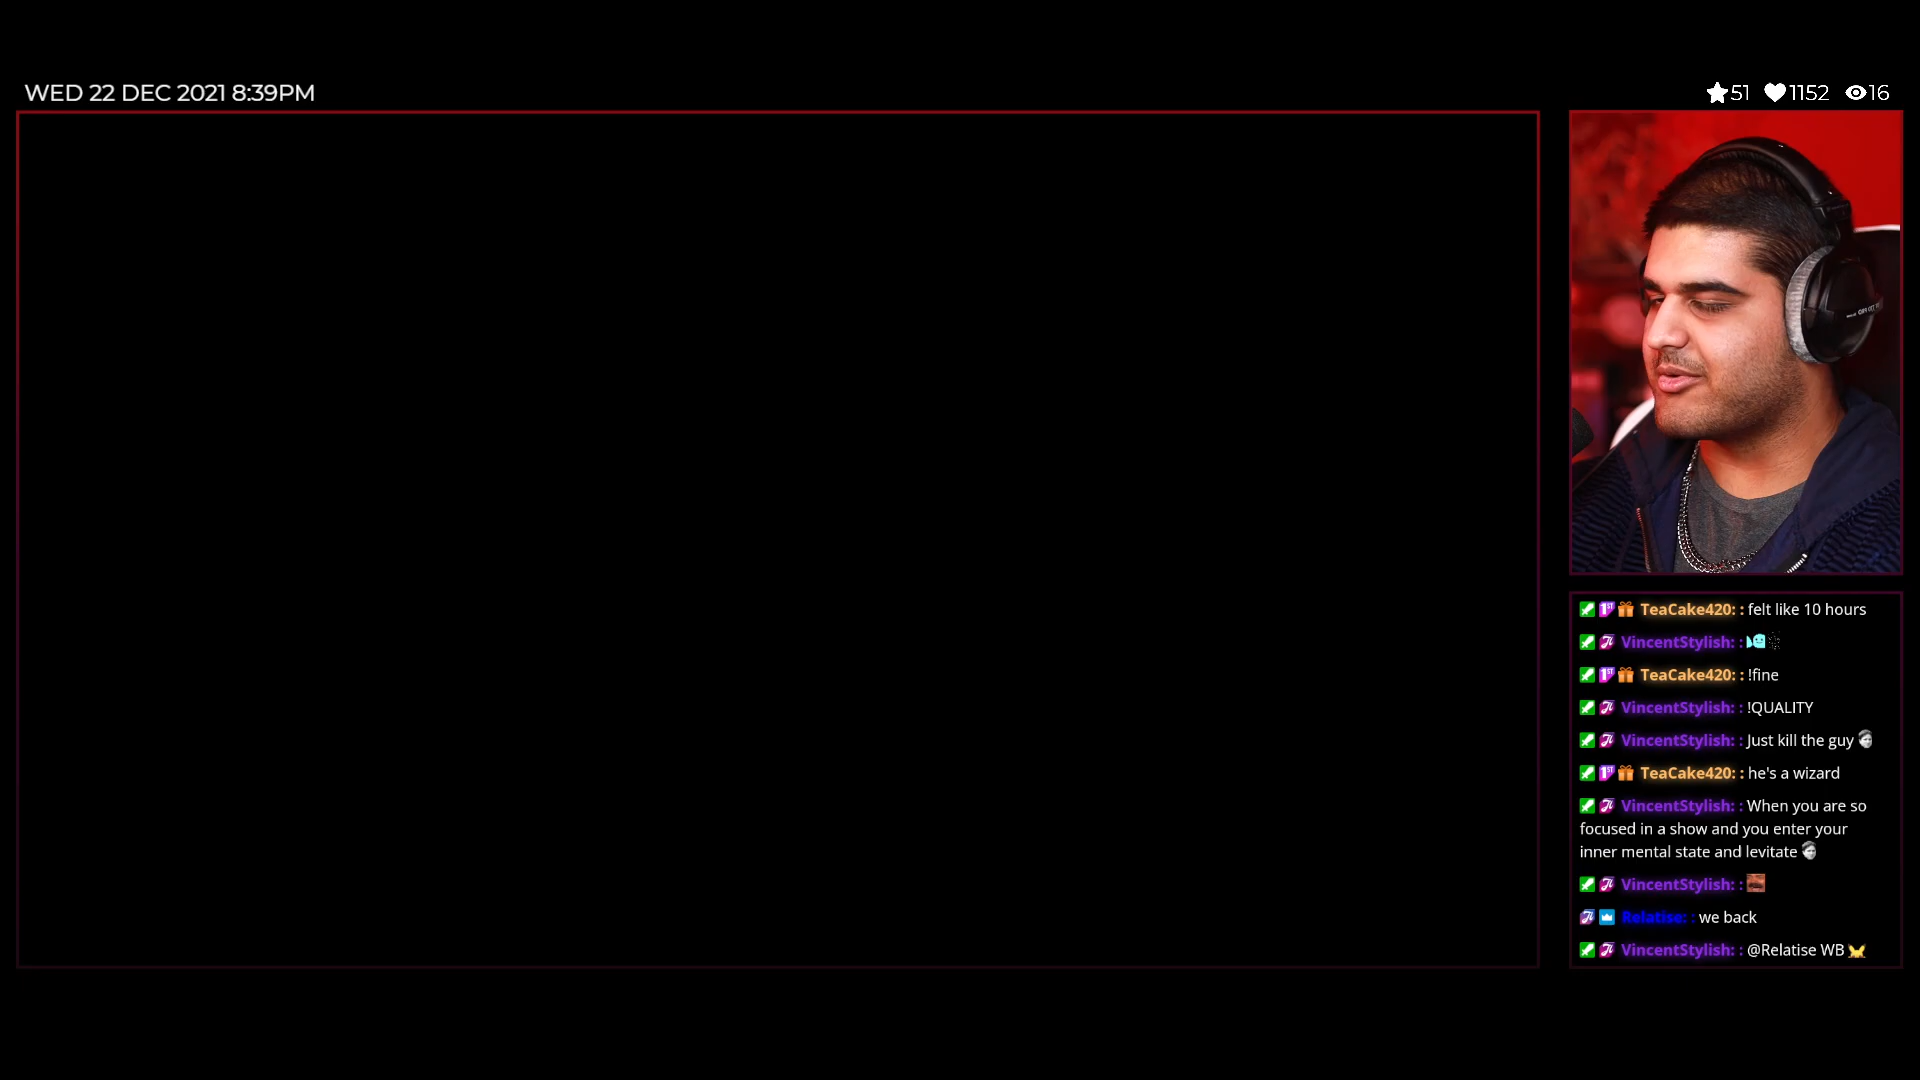 WED 22 DEC 2021 8:39PM
51 1152 16
TeaCake420: : felt like 10 hours
VincentStylish: :
TeaCake420: : !fine
VincentStylish: : !QUALITY
VincentStylish: : Just kill the guy
TeaCake420: : he's a wizard
VincentStylish: : When you are so
focused in a show and you enter your
inner mental state and levitate
VincentStylish: :
Relatise: : we back
VincentStylish: : @Relatise WB